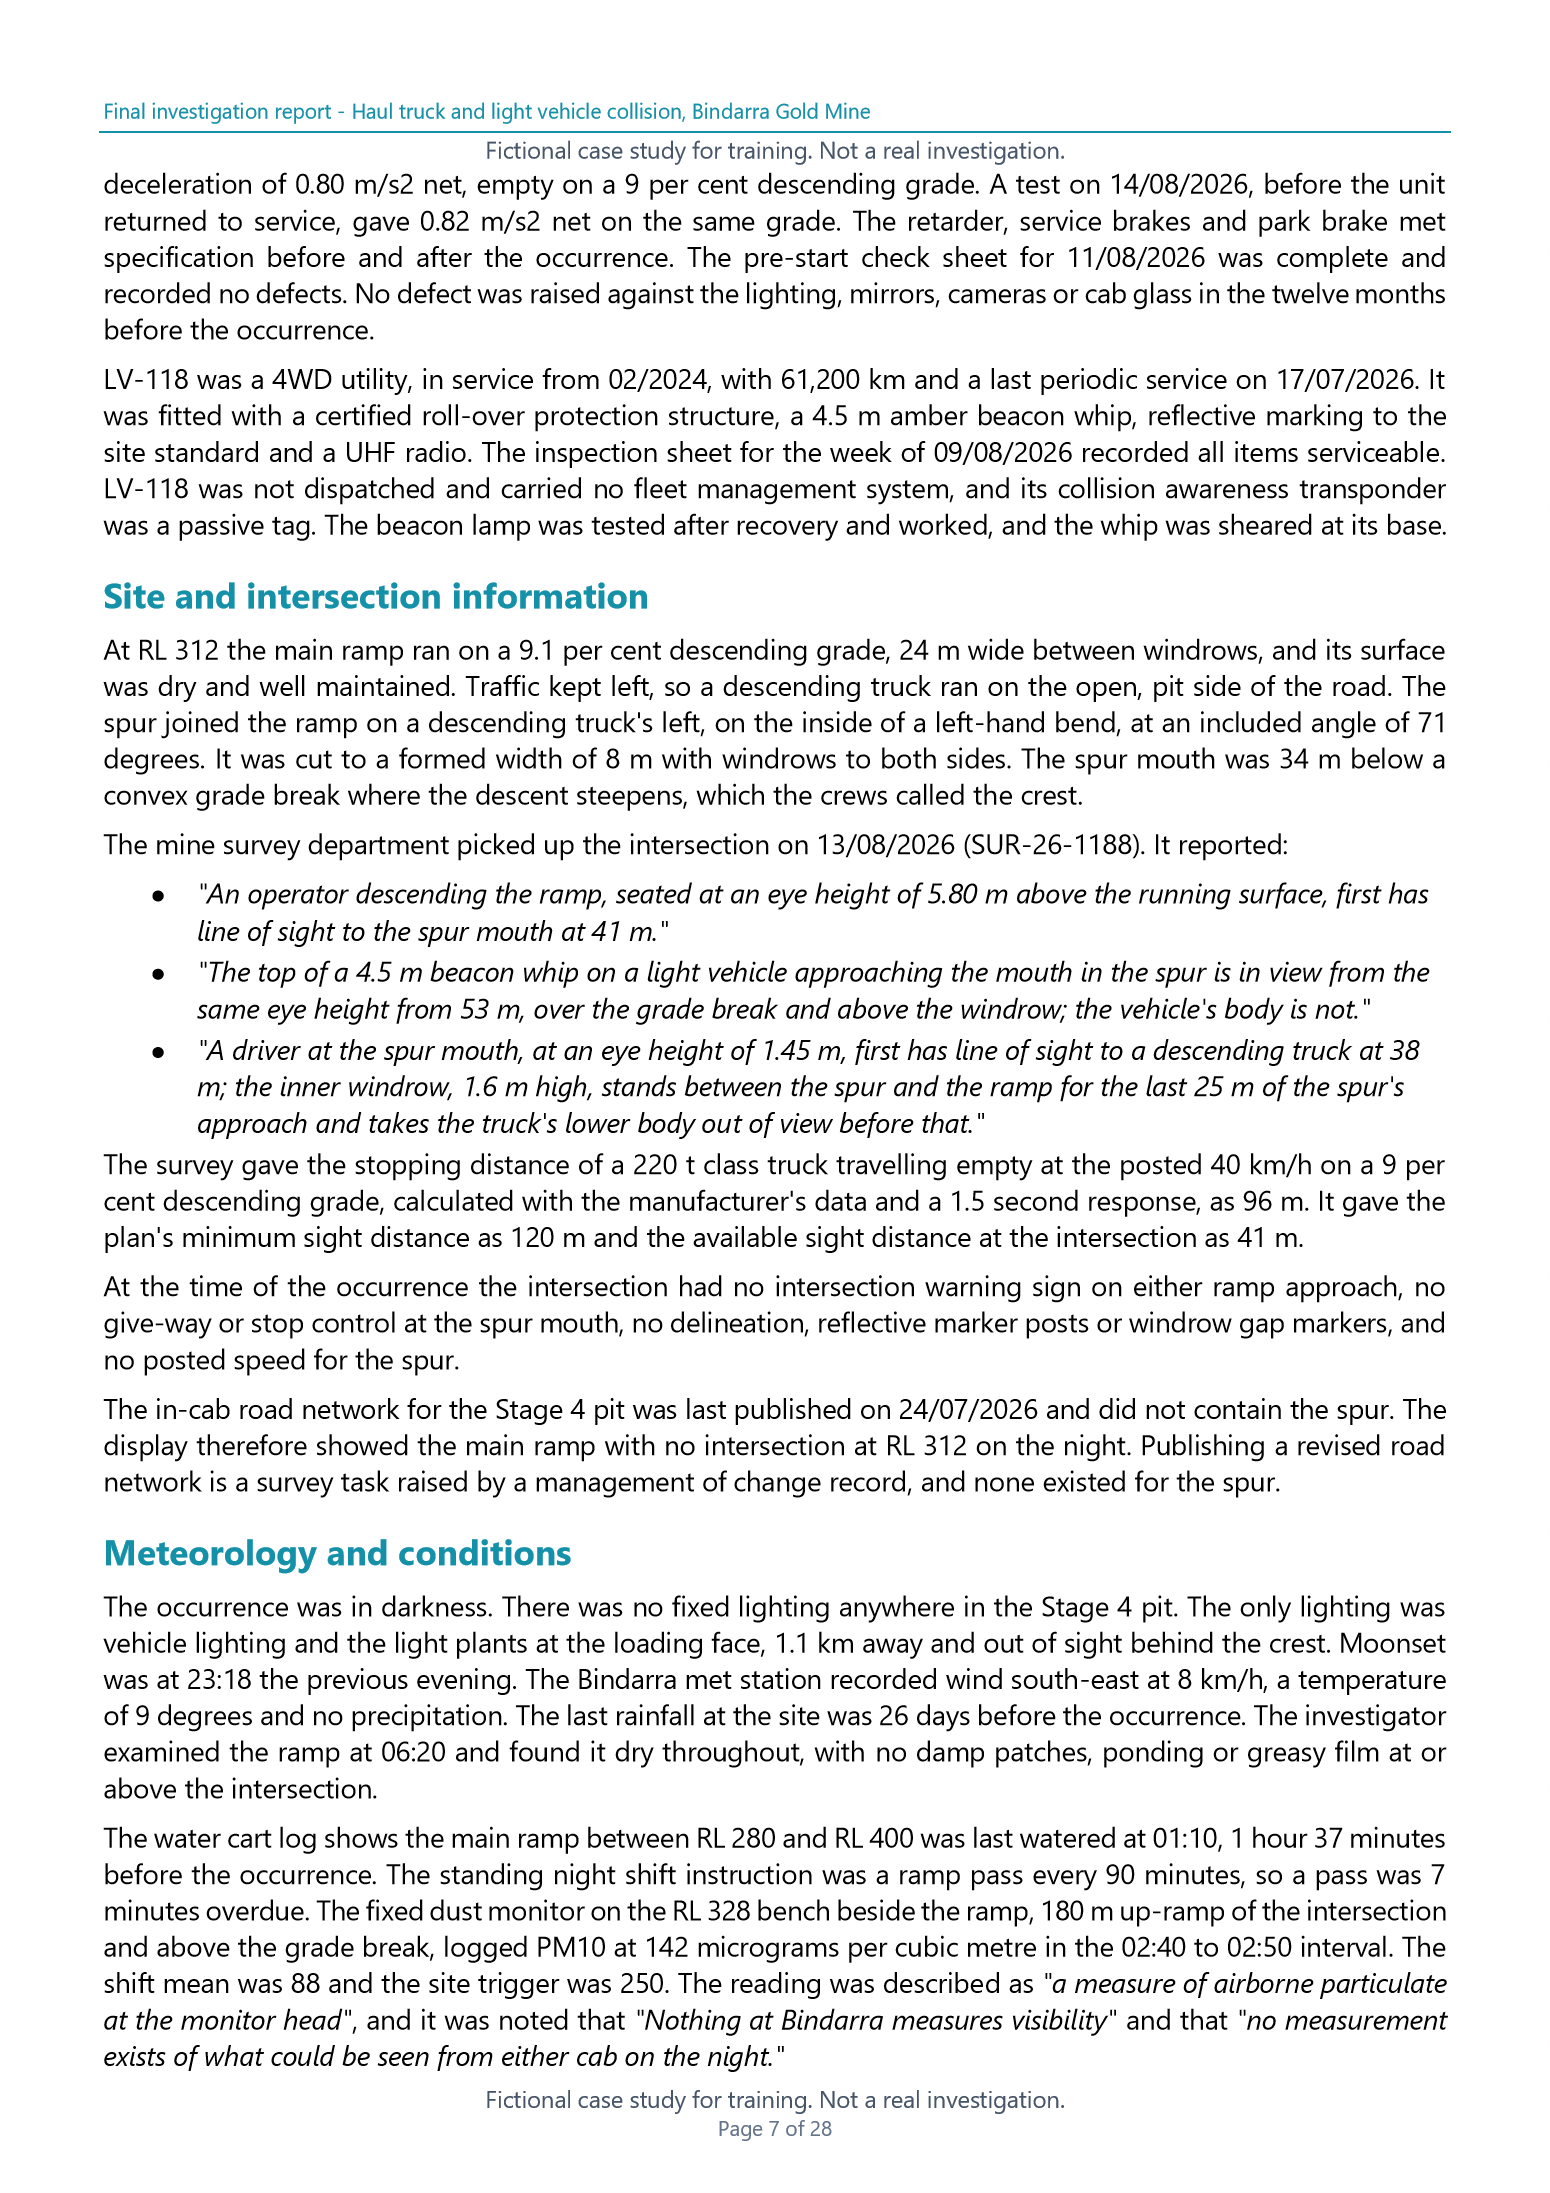 Final investigation report - Haul truck and light vehicle collision, Bindarra Gold Mine
Fictional case study for training. Not a real investigation.
deceleration of 0.80 m/s2 net, empty on a 9 per cent descending grade. A test on 14/08/2026, before the unit
returned to service, gave 0.82 m/s2 net on the same grade. The retarder, service brakes and park brake met
specification before and after the occurrence. The pre-start check sheet for 11/08/2026 was complete and
recorded no defects. No defect was raised against the lighting, mirrors, cameras or cab glass in the twelve months
before the occurrence.
LV-118 was a 4WD utility, in service from 02/2024, with 61,200 km and a last periodic service on 17/07/2026. It
was fitted with a certified roll-over protection structure, a 4.5 m amber beacon whip, reflective marking to the
site standard and a UHF radio. The inspection sheet for the week of 09/08/2026 recorded all items serviceable.
LV-118 was not dispatched and carried no fleet management system, and its collision awareness transponder
was a passive tag. The beacon lamp was tested after recovery and worked, and the whip was sheared at its base.
Site and intersection information
At RL 312 the main ramp ran on a 9.1 per cent descending grade, 24 m wide between windrows, and its surface
was dry and well maintained. Traffic kept left, so a descending truck ran on the open, pit side of the road. The
spur joined the ramp on a descending truck's left, on the inside of a left-hand bend, at an included angle of 71
degrees. It was cut to a formed width of 8 m with windrows to both sides. The spur mouth was 34 m below a
convex grade break where the descent steepens, which the crews called the crest.
The mine survey department picked up the intersection on 13/08/2026 (SUR-26-1188). It reported:
● "An operator descending the ramp, seated at an eye height of 5.80 m above the running surface, first has
line of sight to the spur mouth at 41 m."
● "The top of a 4.5 m beacon whip on a light vehicle approaching the mouth in the spur is in view from the
same eye height from 53 m, over the grade break and above the windrow; the vehicle's body is not."
● "A driver at the spur mouth, at an eye height of 1.45 m, first has line of sight to a descending truck at 38
m; the inner windrow, 1.6 m high, stands between the spur and the ramp for the last 25 m of the spur's
approach and takes the truck's lower body out of view before that."
The survey gave the stopping distance of a 220 t class truck travelling empty at the posted 40 km/h on a 9 per
cent descending grade, calculated with the manufacturer's data and a 1.5 second response, as 96 m. It gave the
plan's minimum sight distance as 120 m and the available sight distance at the intersection as 41 m.
At the time of the occurrence the intersection had no intersection warning sign on either ramp approach, no
give-way or stop control at the spur mouth, no delineation, reflective marker posts or windrow gap markers, and
no posted speed for the spur.
The in-cab road network for the Stage 4 pit was last published on 24/07/2026 and did not contain the spur. The
display therefore showed the main ramp with no intersection at RL 312 on the night. Publishing a revised road
network is a survey task raised by a management of change record, and none existed for the spur.
Meteorology and conditions
The occurrence was in darkness. There was no fixed lighting anywhere in the Stage 4 pit. The only lighting was
vehicle lighting and the light plants at the loading face, 1.1 km away and out of sight behind the crest. Moonset
was at 23:18 the previous evening. The Bindarra met station recorded wind south-east at 8 km/h, a temperature
of 9 degrees and no precipitation. The last rainfall at the site was 26 days before the occurrence. The investigator
examined the ramp at 06:20 and found it dry throughout, with no damp patches, ponding or greasy film at or
above the intersection.
The water cart log shows the main ramp between RL 280 and RL 400 was last watered at 01:10, 1 hour 37 minutes
before the occurrence. The standing night shift instruction was a ramp pass every 90 minutes, so a pass was 7
minutes overdue. The fixed dust monitor on the RL 328 bench beside the ramp, 180 m up-ramp of the intersection
and above the grade break, logged PM10 at 142 micrograms per cubic metre in the 02:40 to 02:50 interval. The
shift mean was 88 and the site trigger was 250. The reading was described as "a measure of airborne particulate
at the monitor head", and it was noted that "Nothing at Bindarra measures visibility" and that "no measurement
exists of what could be seen from either cab on the night."
Fictional case study for training. Not a real investigation.
Page 7 of 28